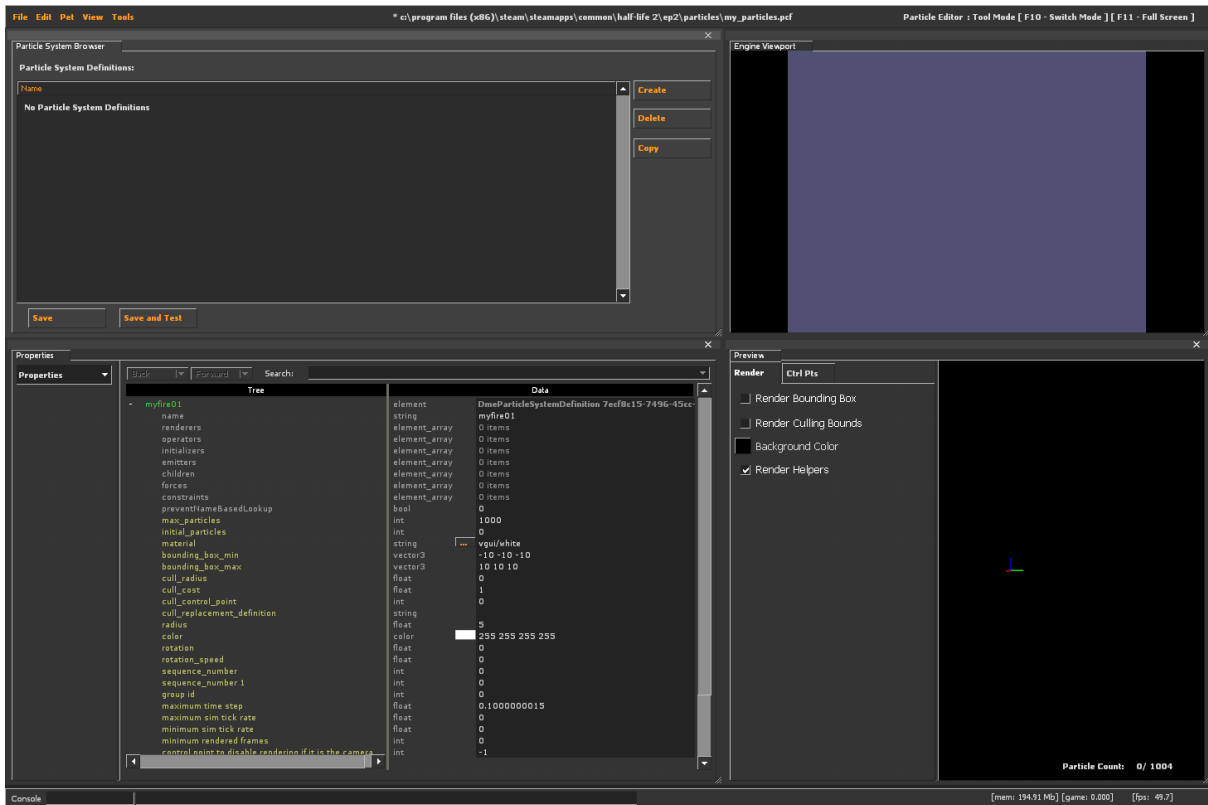 File Edit Pet View Tools
* c:\program files (x86)\steam\steamapps\common\half-life 2\ep2\particles\my_particles.pcf
Particle Editor : Tool Mode [ F10 - Switch Mode ] [ F11 - Full Screen ]
Particle System Browser
Particle System Definitions:
Name
No Particle System Definitions
Create
Delete
Copy
Save
Save and Test
Engine Viewport
Properties
Properties
Back
Forward
Search:
Tree
Data
- myfire01 element DmeParticleSystemDefinition 7ecf8c15-7496-45cc-
name string myfire01
renderers element_array 0 items
operators element_array 0 items
initializers element_array 0 items
emitters element_array 0 items
children element_array 0 items
forces element_array 0 items
constraints element_array 0 items
preventNameBasedLookup bool 0
max_particles int 1000
initial_particles int 0
material string ... vgui/white
bounding_box_min vector3 -10 -10 -10
bounding_box_max vector3 10 10 10
cull_radius float 0
cull_cost float 1
cull_control_point int 0
cull_replacement_definition string
radius float 5
color color 255 255 255 255
rotation float 0
rotation_speed float 0
sequence_number int 0
sequence_number 1 int 0
group id int 0
maximum time step float 0.1000000015
maximum sim tick rate float 0
minimum sim tick rate float 0
minimum rendered frames int 0
control point to disable rendering if it is the camera int -1
Preview
Render
Ctrl Pts
Render Bounding Box
Render Culling Bounds
Background Color
Render Helpers
Particle Count: 0/ 1004
Console
[mem: 194.91 Mb] [game: 0.000] [fps: 49.7]